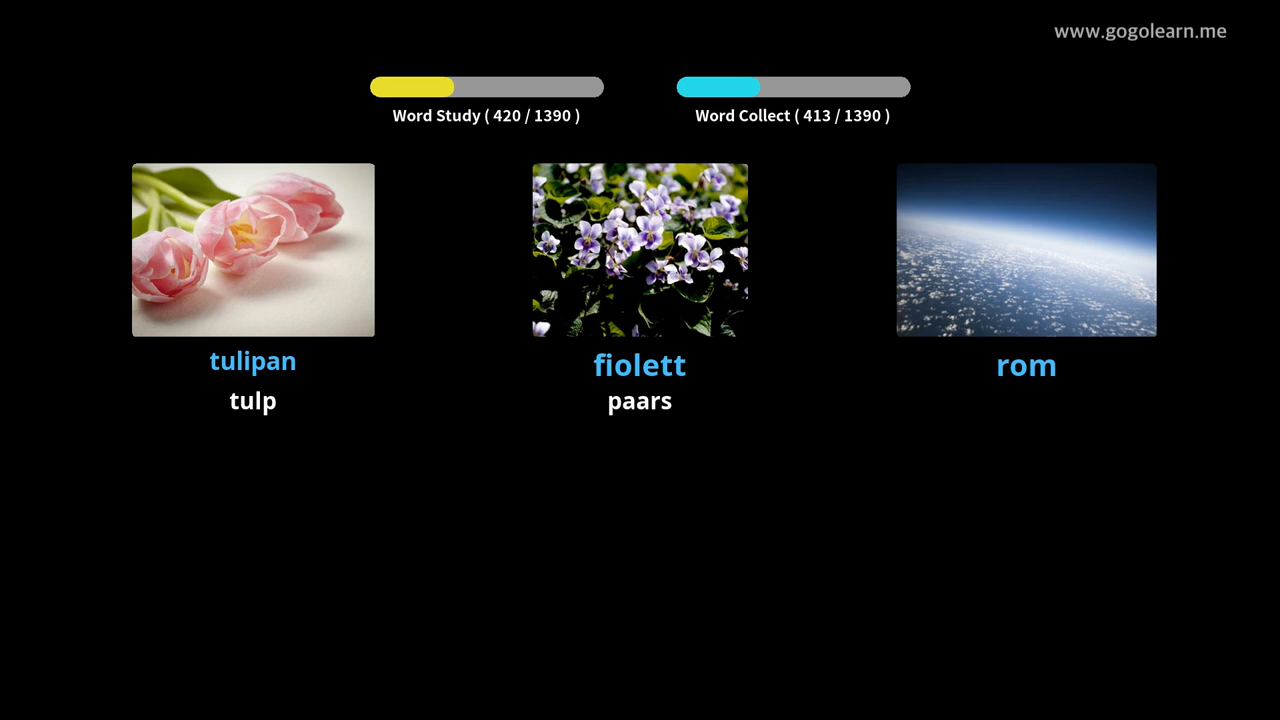 www.gogolearn.me
Word Study ( 420 / 1390 )
Word Collect ( 413 / 1390 )
tulipan
tulp
fiolett
paars
rom